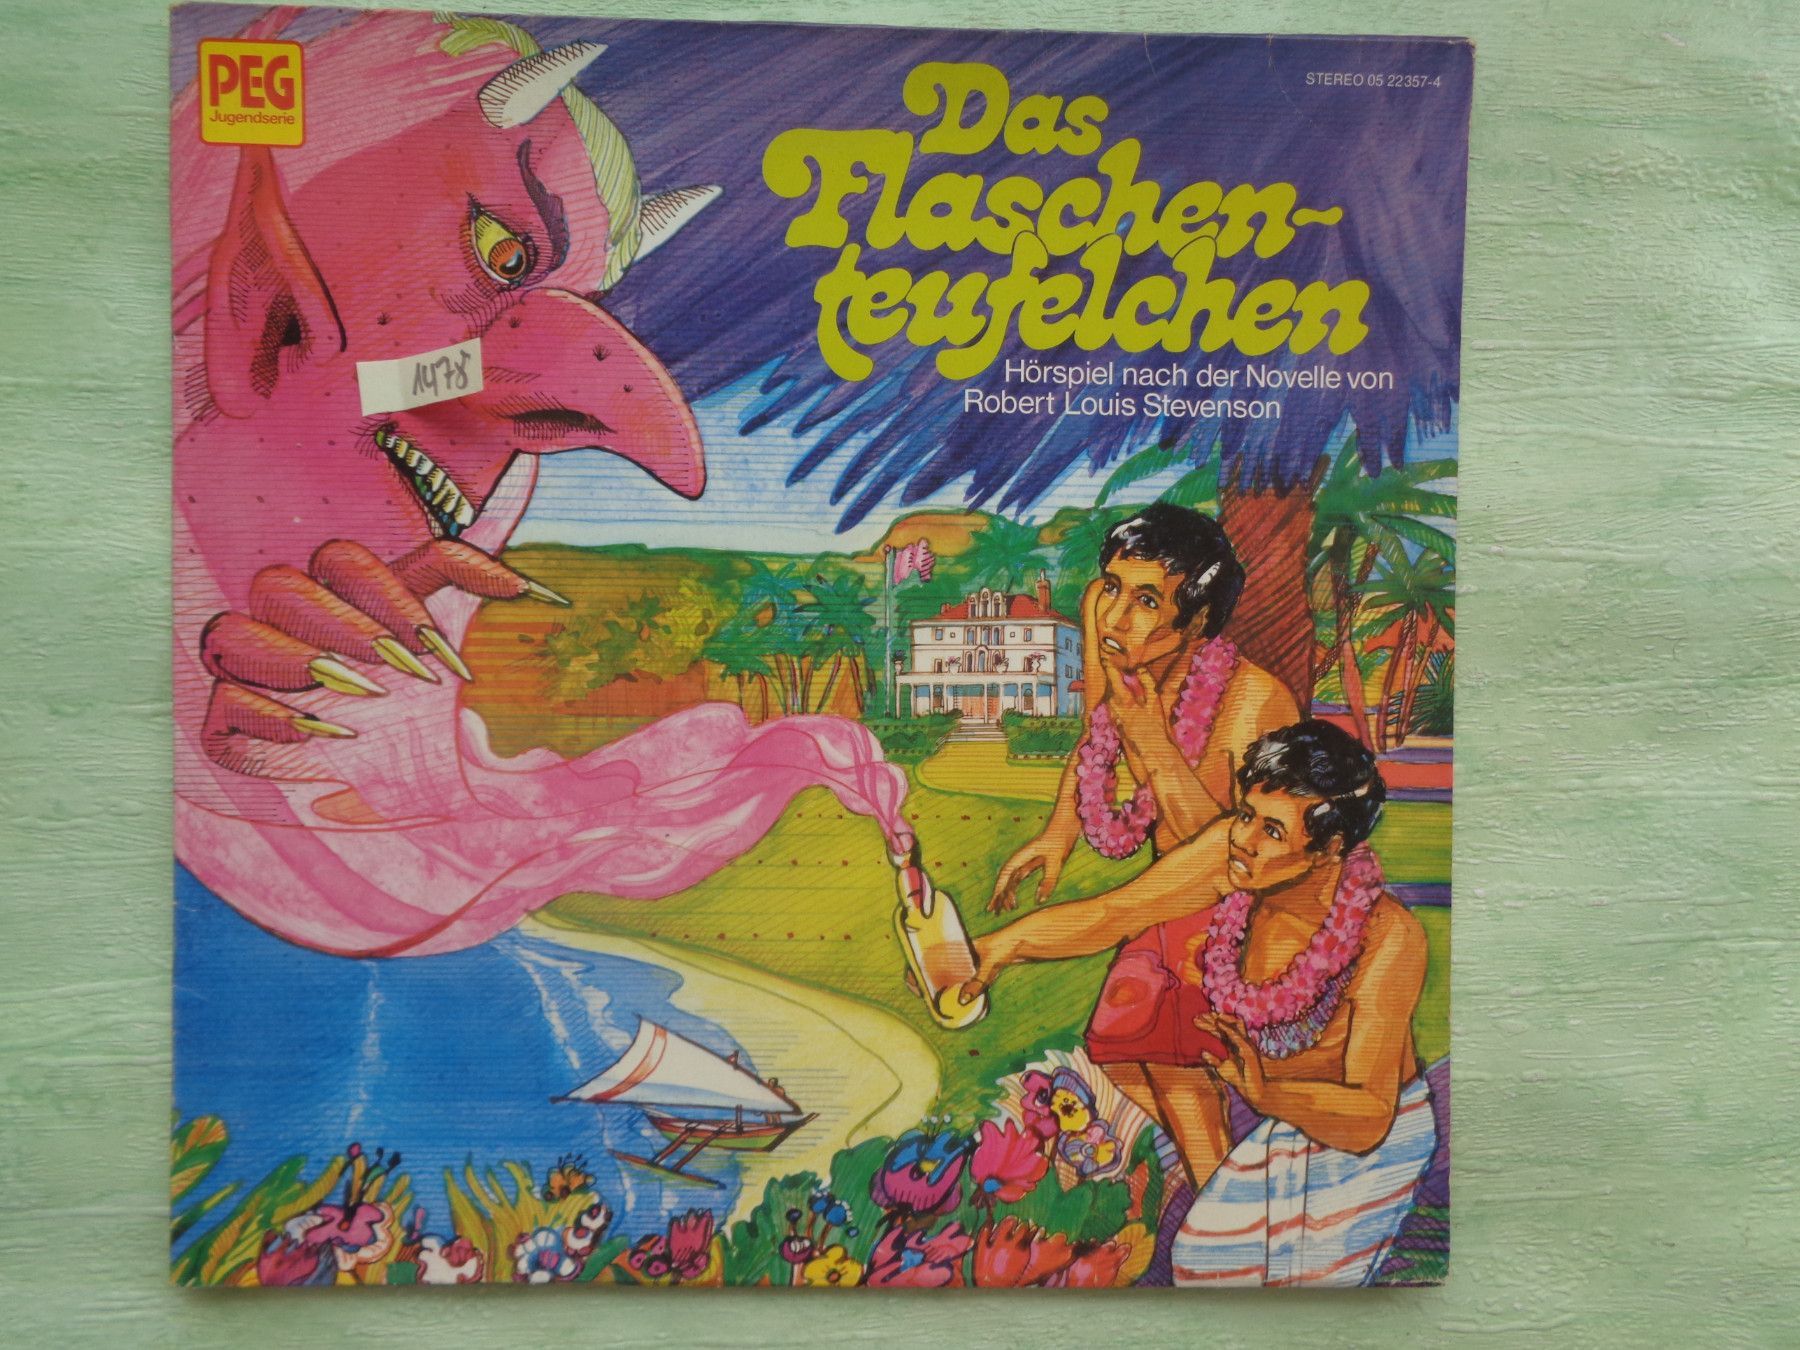 PEG
Jugendserie
STEREO 05 22357-4
Das
Flaschen-
teufelchen
Hörspiel nach der Novelle von
Robert Louis Stevenson
1478